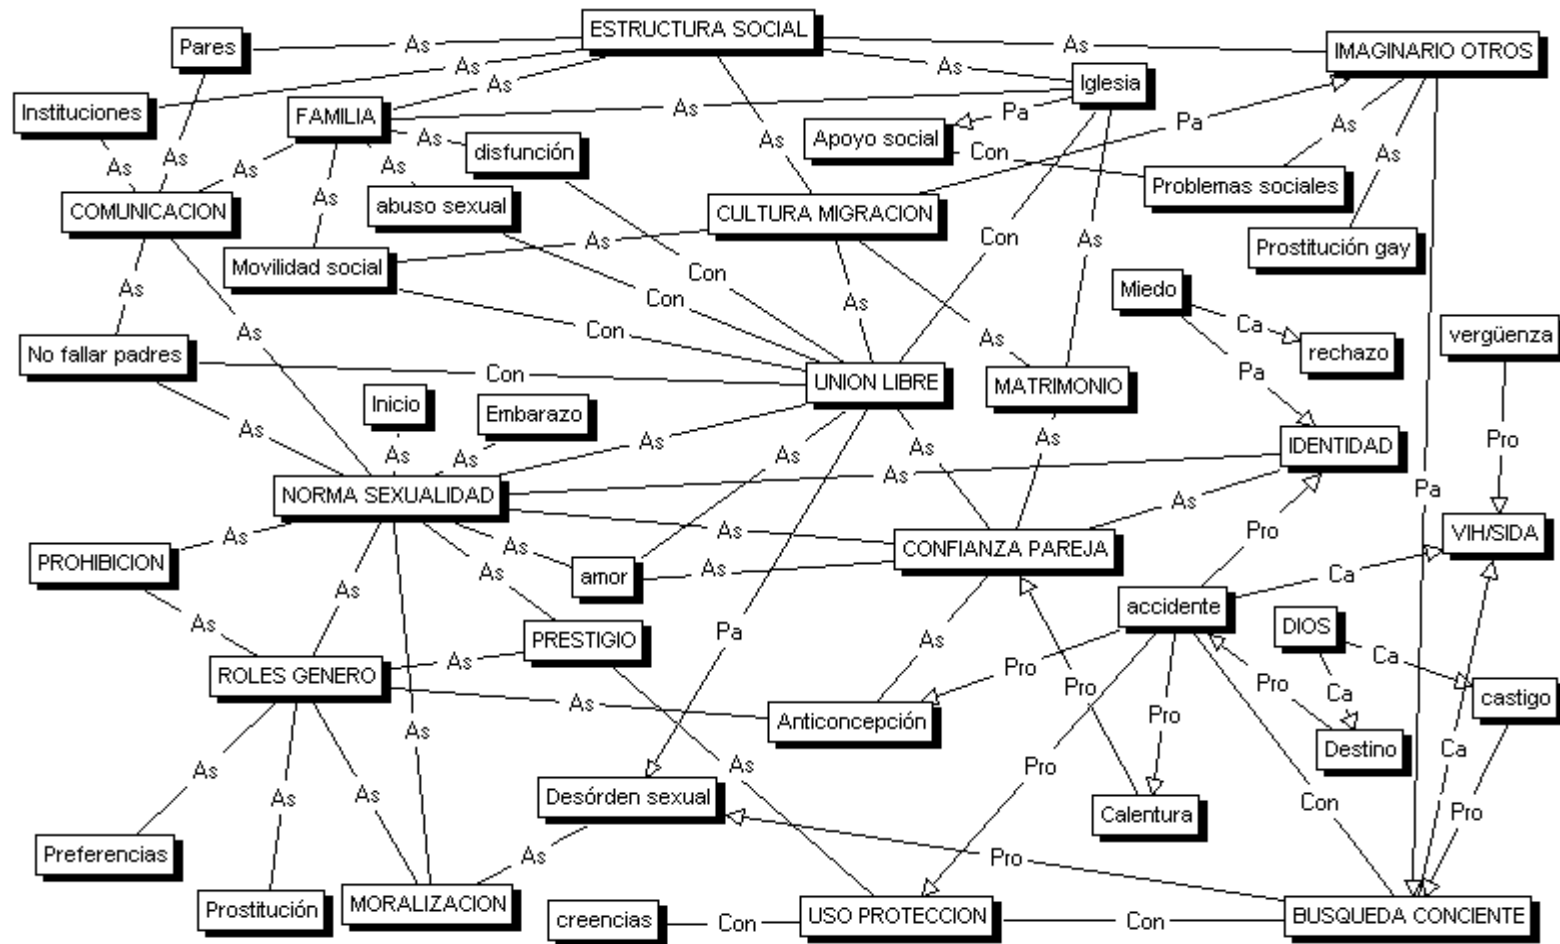 ESTRUCTURA SOCIAL
Pares
As
As
IMAGINARIO OTROS
As
As
As
Iglesia
Instituciones
FAMILIA
As
As
Pa
Pa
Apoyo social
As
As
As
As
As
disfunción
As
As
Con
As
Problemas sociales
As
COMUNICACION
abuso sexual
CULTURA MIGRACION
As
Prostitución gay
As
Con
As
Movilidad social
As
Con
Miedo
As
Con
As
Ca
vergüenza
As
Con
No fallar padres
As
rechazo
Con
UNION LIBRE
MATRIMONIO
Pa
Inicio
Embarazo
As
As
As
As
As
As
As
IDENTIDAD
Pro
As
NORMA SEXUALIDAD
As
Pa
As
As
As
Pro
VIH/SIDA
PROHIBICION
As
CONFIANZA PAREJA
As
As
amor
As
Ca
accidente
As
PRESTIGIO
Pa
As
DIOS
ROLES GENERO
As
Pro
Ca
As
Anticoncepción
Pro
Pro
Ca
castigo
As
Pro
Destino
Ca
As
As
As
Pro
Desórden sexual
Calentura
Con
Pro
Preferencias
As
Pro
Prostitución
MORALIZACION
creencias
Con
USO PROTECCION
Con
BUSQUEDA CONCIENTE